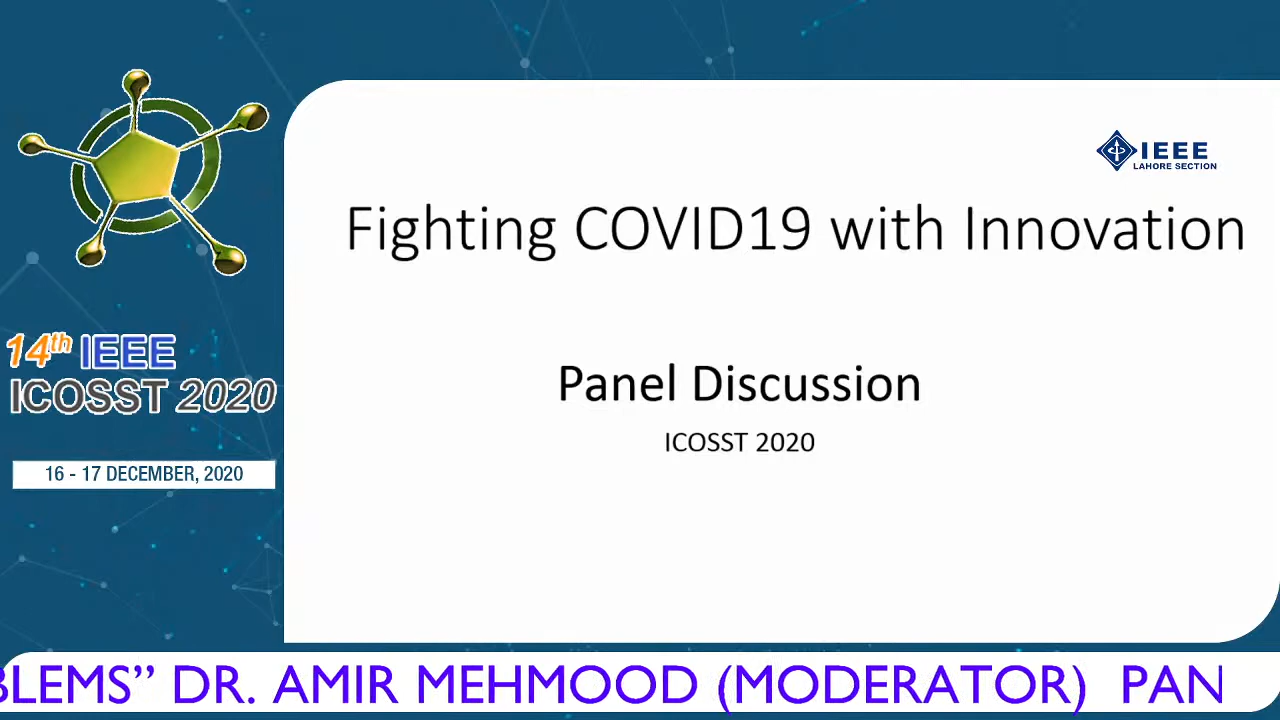 IEEE
LAHORE SECTION
Fighting COVID19 with Innovation
Panel Discussion
ICOSST 2020
14th IEEE
ICOSST 2020
16 - 17 DECEMBER, 2020
BLEMS” DR. AMIR MEHMOOD (MODERATOR) PAN